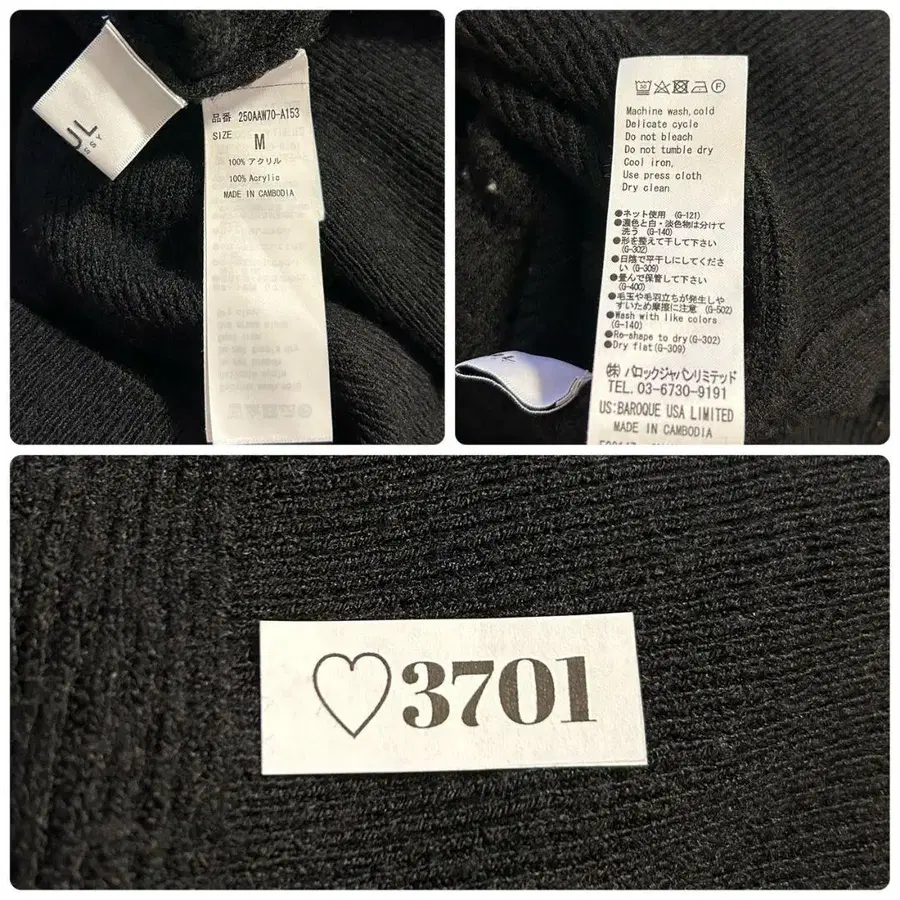 UL
SSY
品番 250AAW70-A153
SIZE
M
100% アクリル
100% Acrylic
MADE IN CAMBODIA
Machine wash,cold
Delicate cycle
Do not bleach
Do not tumble dry
Cool iron,
Use press cloth
Dry clean
●ネット使用 (G-121)
●濃色と白・淡色物は分けて
洗う (G-140)
●形を整えて干して下さい
(G-302)
●日陰で平干しにしてくださ
い (G-309)
●畳んで保管して下さい
(G-400)
●毛玉や毛羽立ちが発生しや
すいため摩擦に注意 (G-502)
●Wash with like colors
(G-140)
●Re-shape to dry(G-302)
●Dry flat(G-309)
㈱ バロックジャパンリミテッド
TEL. 03-6730-9191
US:BAROQUE USA LIMITED
MADE IN CAMBODIA
UL
♡3701